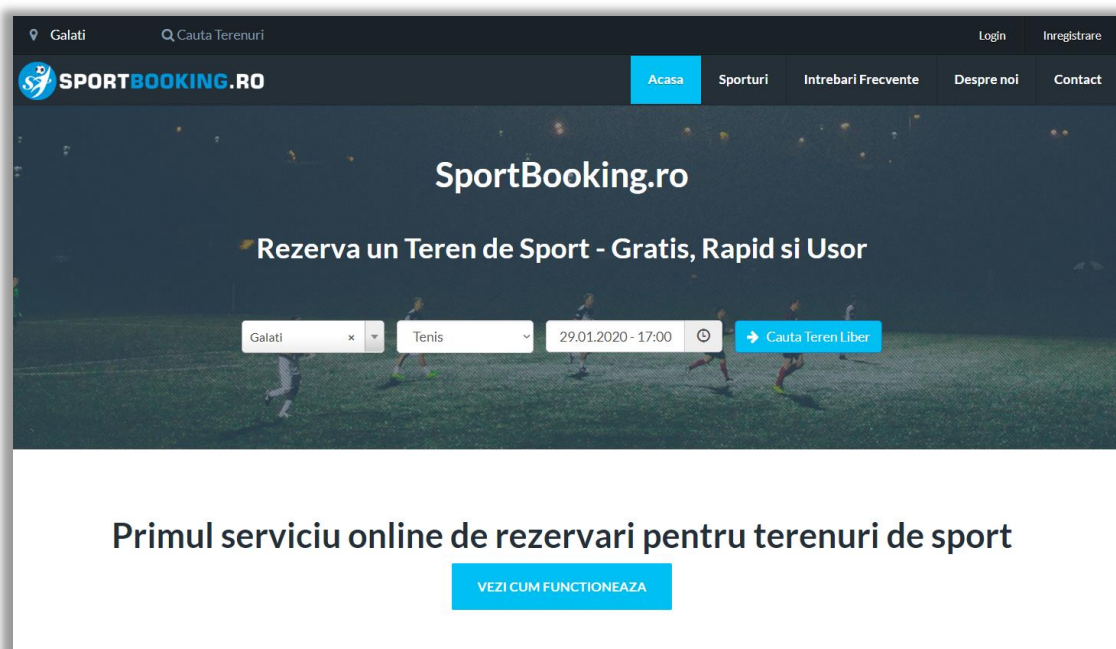 Galati Cauta Terenuri Login Inregistrare
SPORTBOOKING.RO Acasa Sporturi Intrebari Frecvente Despre noi Contact
SportBooking.ro
Rezerva un Teren de Sport - Gratis, Rapid si Usor
Galati × Tenis 29.01.2020 - 17:00 Cauta Teren Liber
Primul serviciu online de rezervari pentru terenuri de sport
VEZI CUM FUNCTIONEAZA